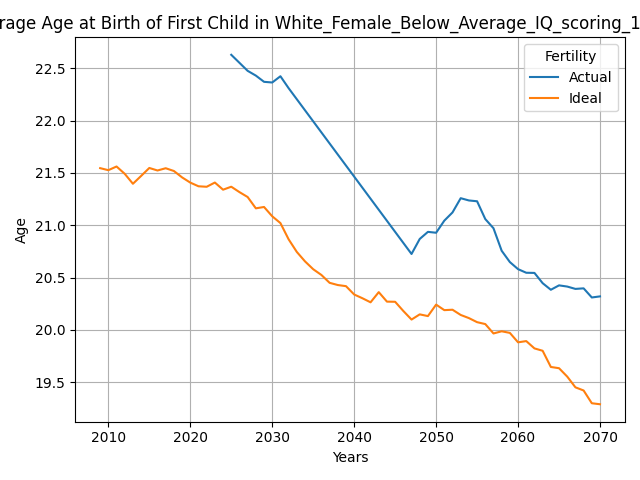 rage Age at Birth of First Child in White_Female_Below_Average_IQ_scoring_1
Fertility
Actual
Ideal
Age
22.5
22.0
21.5
21.0
20.5
20.0
19.5
2010 2020 2030 2040 2050 2060 2070
Years